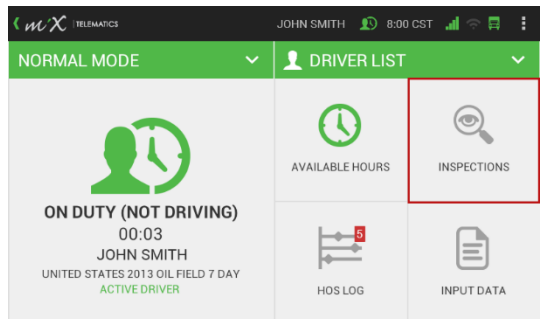 mix TELEMATICS JOHN SMITH 8:00 CST
NORMAL MODE
DRIVER LIST
ON DUTY (NOT DRIVING)
00:03
JOHN SMITH
UNITED STATES 2013 OIL FIELD 7 DAY
ACTIVE DRIVER
AVAILABLE HOURS
INSPECTIONS
5
HOS LOG
INPUT DATA